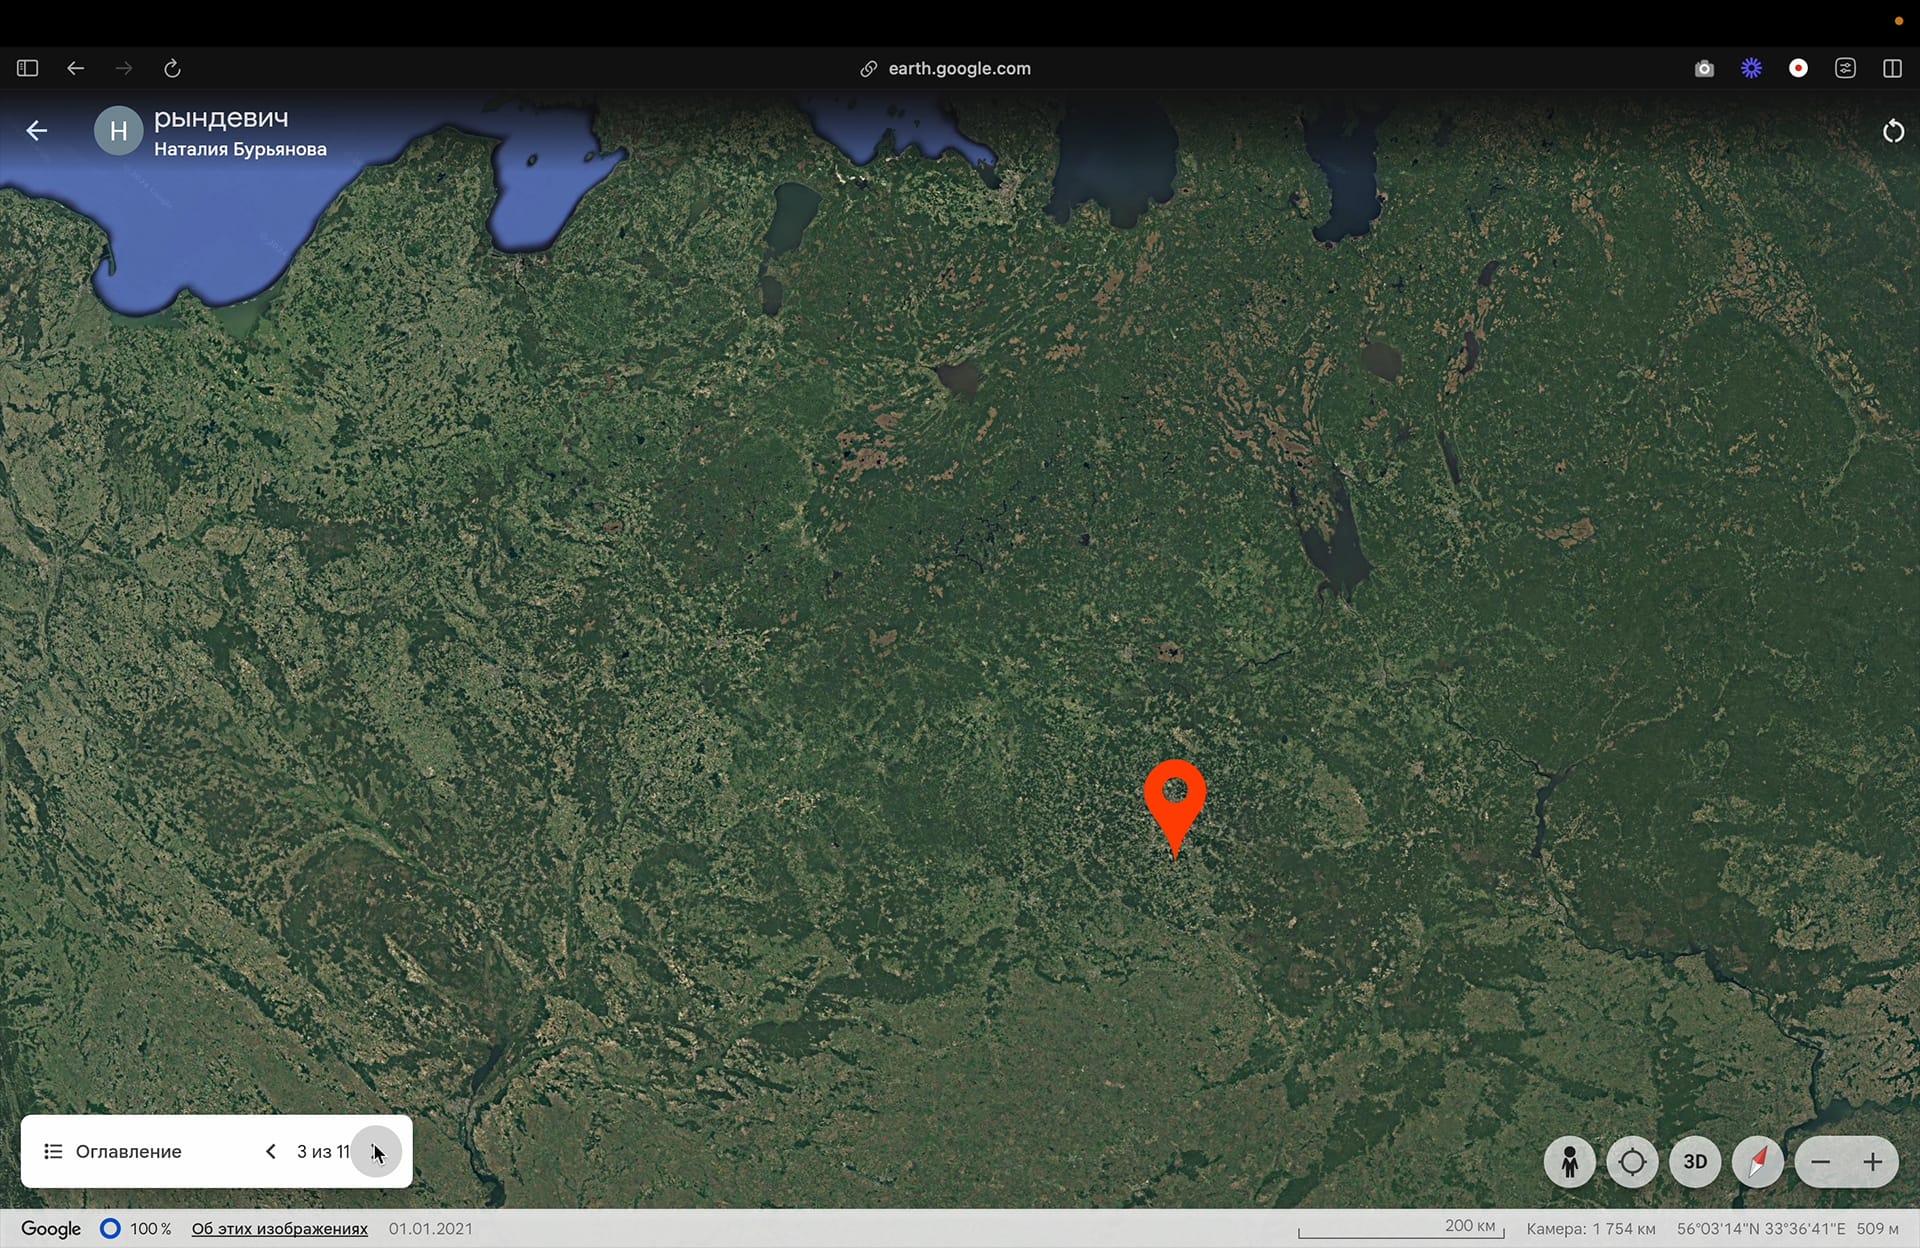 earth.google.com
Н
рындевич
Наталия Бурьянова
Оглавление
3 из 11
3D
Google
100 %
Об этих изображениях
01.01.2021
200 км
Камера: 1 754 км
56°03'14"N 33°36'41"E
509 м